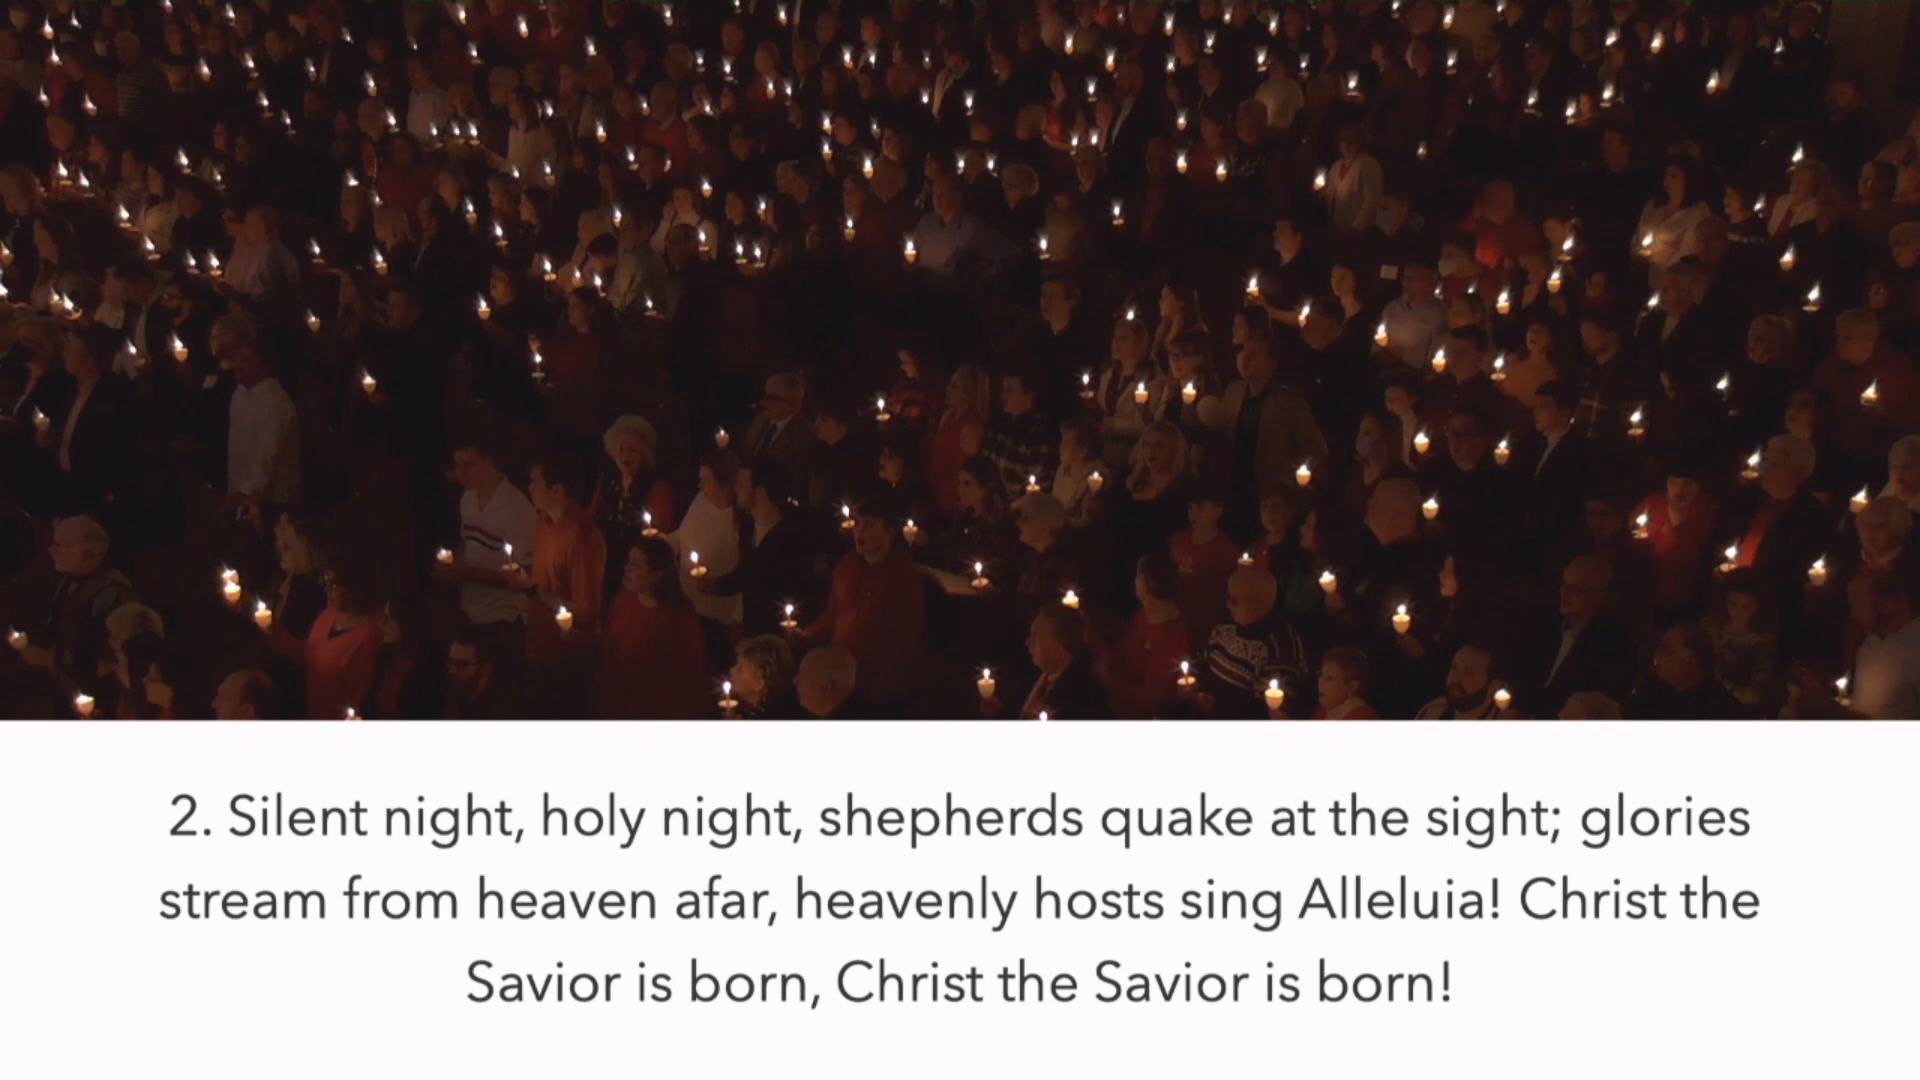 2. Silent night, holy night, shepherds quake at the sight; glories
stream from heaven afar, heavenly hosts sing Alleluia! Christ the
Savior is born, Christ the Savior is born!